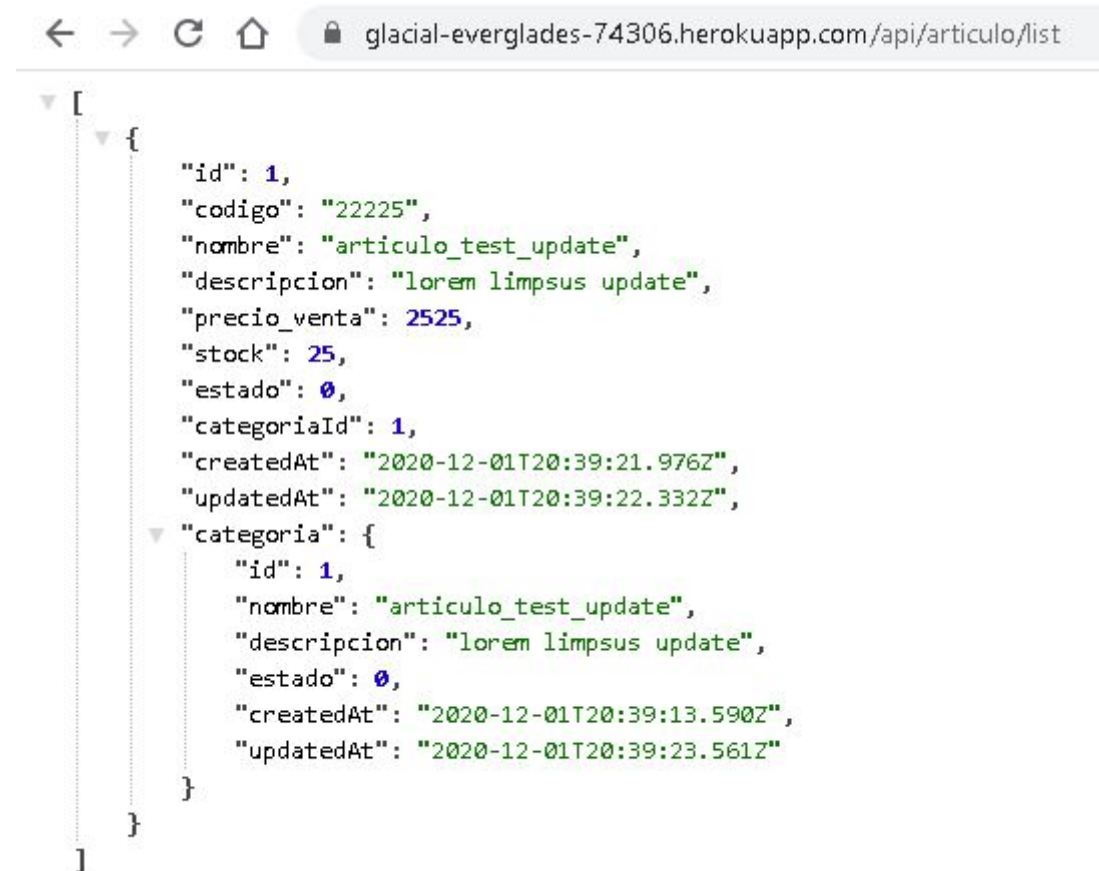 glacial-everglades-74306.herokuapp.com/api/articulo/list
[
{
"id": 1,
"codigo": "22225",
"nombre": "articulo_test_update",
"descripcion": "lorem limpsus update",
"precio_venta": 2525,
"stock": 25,
"estado": 0,
"categoriaId": 1,
"createdAt": "2020-12-01T20:39:21.976Z",
"updatedAt": "2020-12-01T20:39:22.332Z",
"categoria": {
"id": 1,
"nombre": "articulo_test_update",
"descripcion": "lorem limpsus update",
"estado": 0,
"createdAt": "2020-12-01T20:39:13.590Z",
"updatedAt": "2020-12-01T20:39:23.561Z"
}
}
]